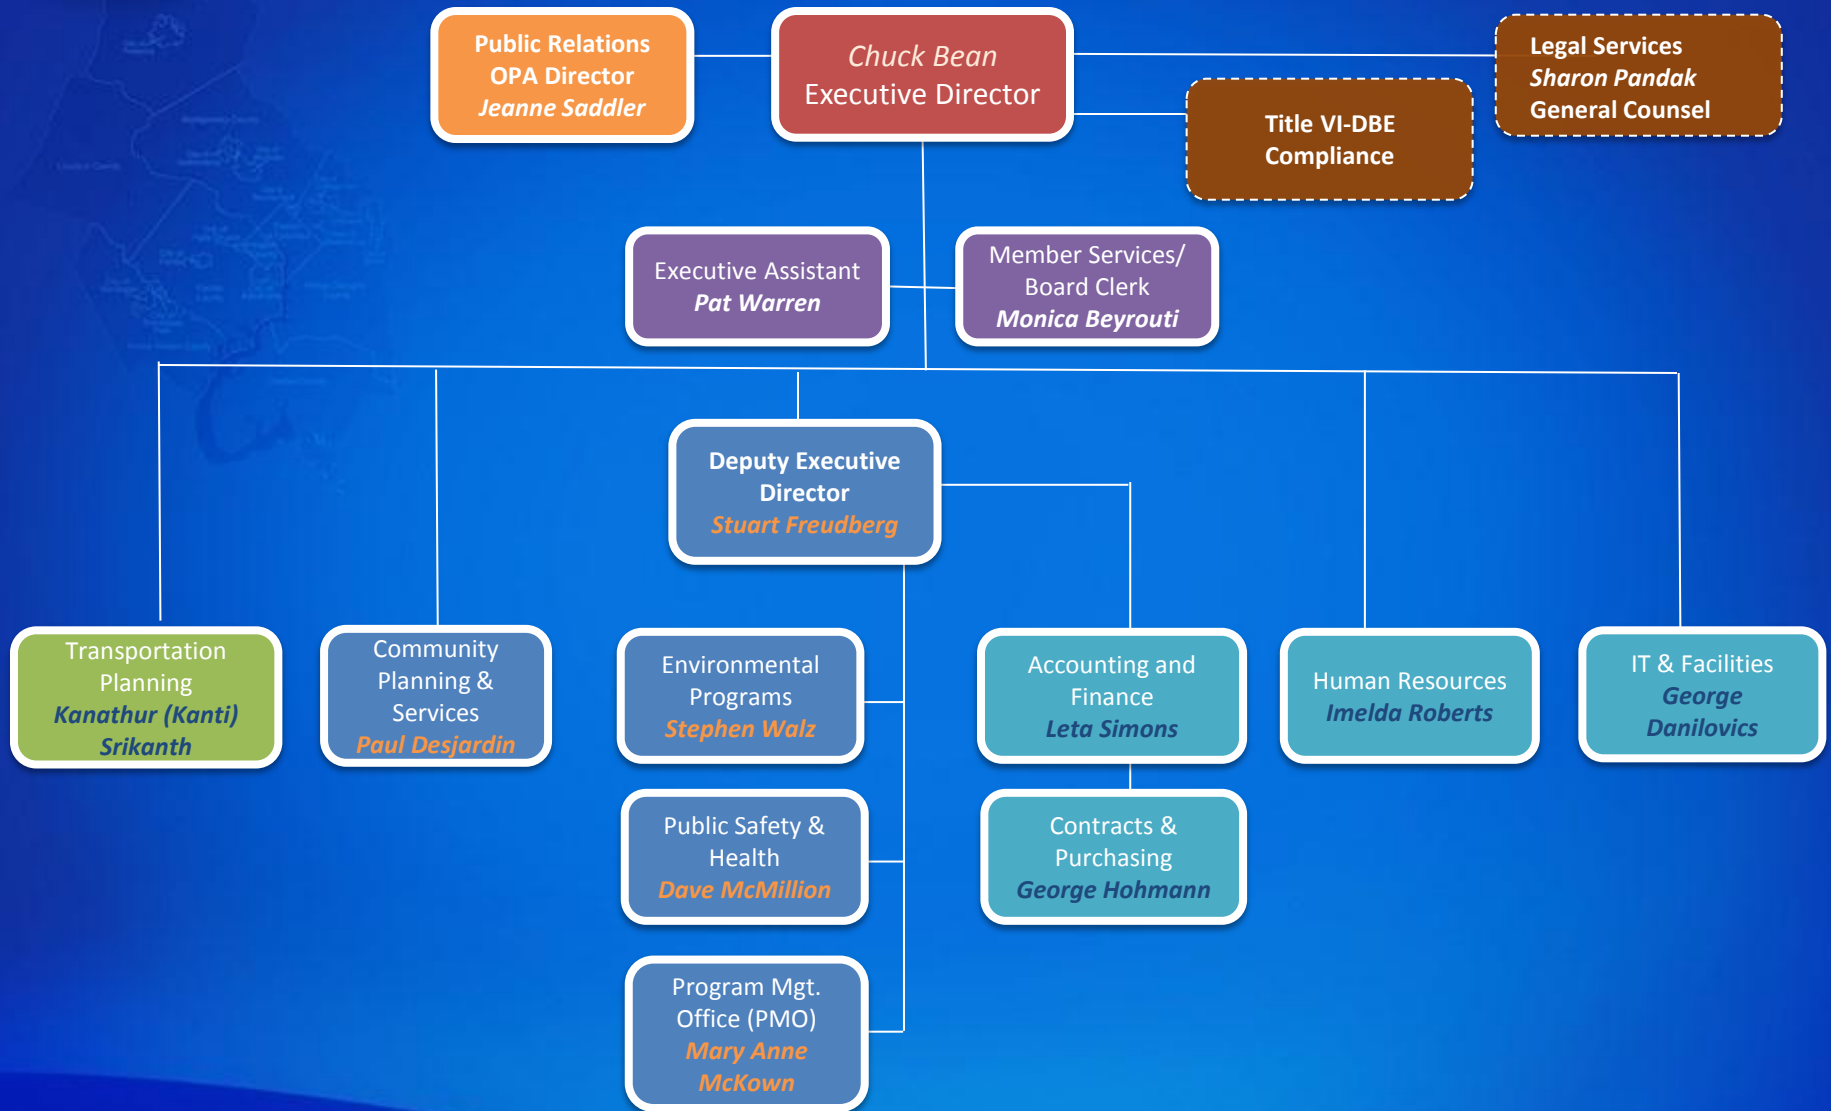 Public Relations
OPA Director
Jeanne Saddler
Chuck Bean
Executive Director
Legal Services
Sharon Pandak
General Counsel
Title VI-DBE
Compliance
Executive Assistant
Pat Warren
Member Services/
Board Clerk
Monica Beyrouti
Deputy Executive
Director
Stuart Freudberg
Transportation
Planning
Kanathur (Kanti)
Srikanth
Community
Planning &
Services
Paul Desjardin
Environmental
Programs
Stephen Walz
Accounting and
Finance
Leta Simons
Human Resources
Imelda Roberts
IT & Facilities
George
Danilovics
Public Safety &
Health
Dave McMillion
Contracts &
Purchasing
George Hohmann
Program Mgt.
Office (PMO)
Mary Anne
McKown